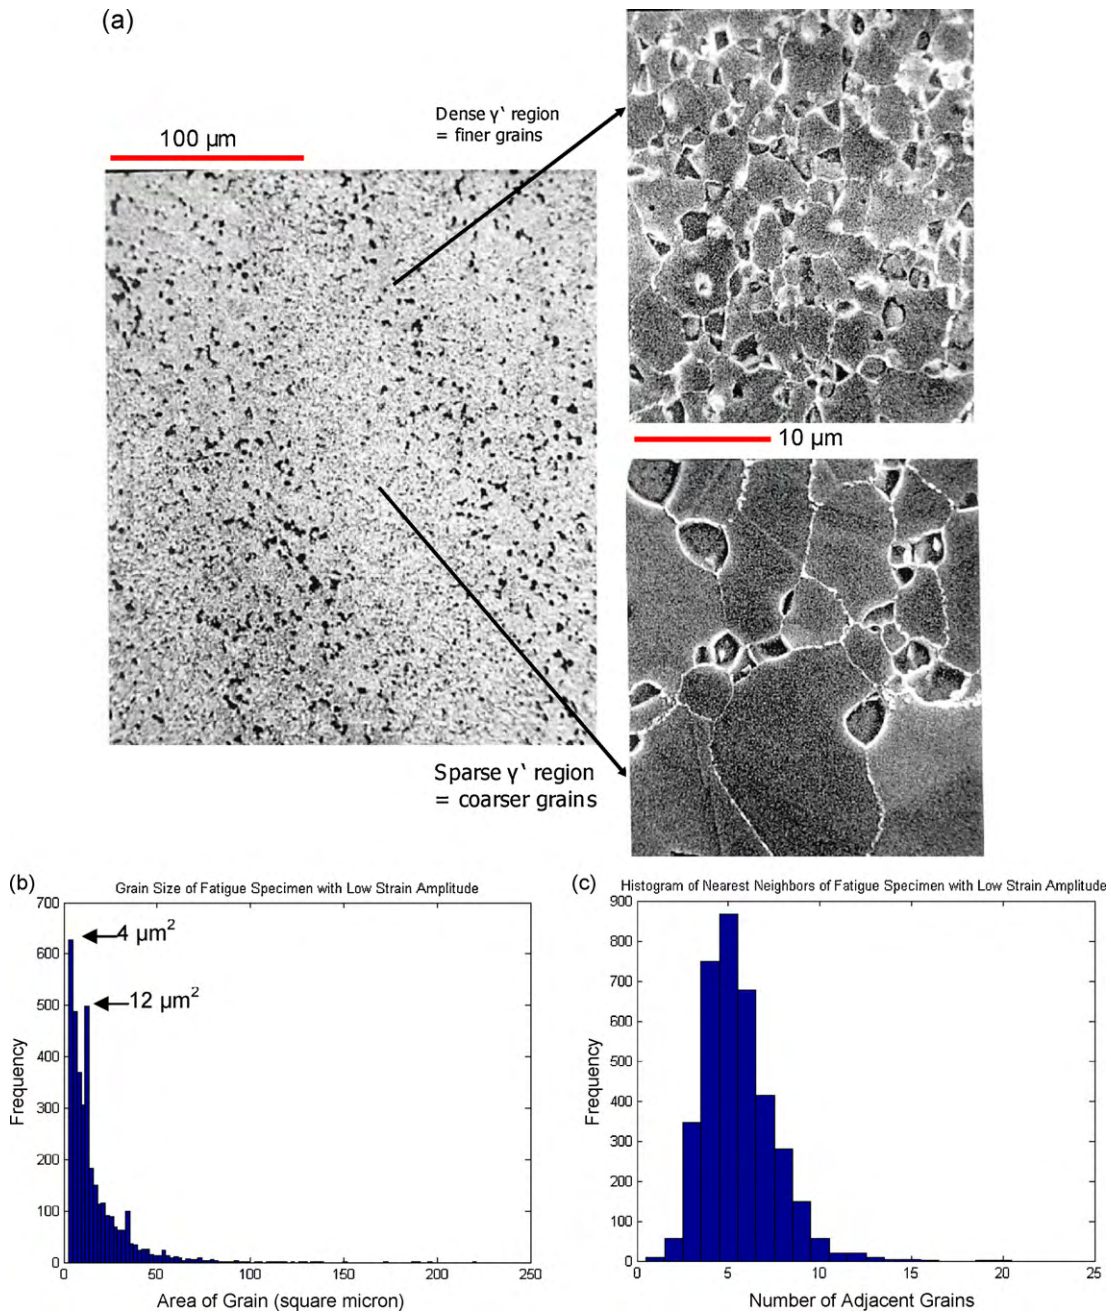 (a)
Dense γ‵ region
= finer grains
100 µm
10 µm
Sparse γ‵ region
= coarser grains
(b)
Grain Size of Fatigue Specimen with Low Strain Amplitude
700
600
500
400
300
200
100
0
4 µm²
12 µm²
Frequency
0 50 100 150 200 250
Area of Grain (square micron)
(c)
Histogram of Nearest Neighbors of Fatigue Specimen with Low Strain Amplitude
900
800
700
600
500
400
300
200
100
0
Frequency
0 5 10 15 20 25
Number of Adjacent Grains